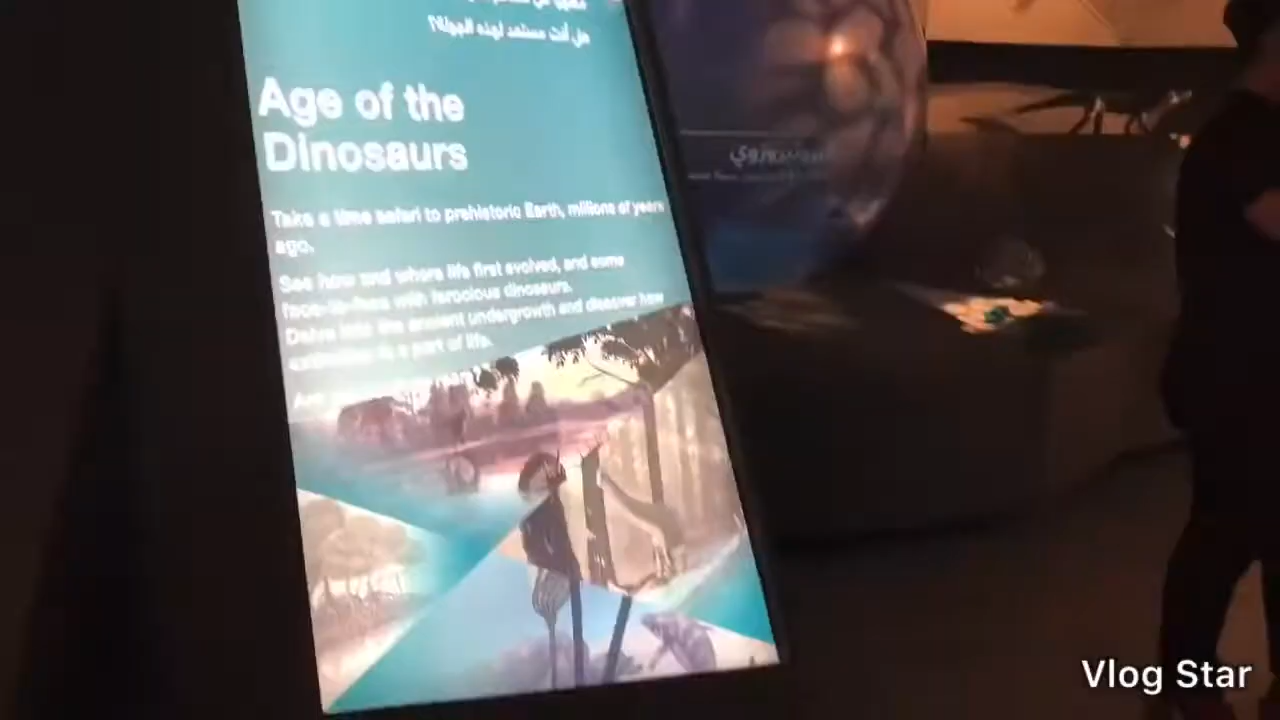 هل أنت مستعد لهذه الجولة؟
Age of the
Dinosaurs
Take a time safari to prehistoric Earth, millions of years
ago.
See how and where life first evolved, and come
face-to-face with ferocious dinosaurs.
Delve into the ancient undergrowth and discover how
extinction is a part of life.
Are
Vlog Star